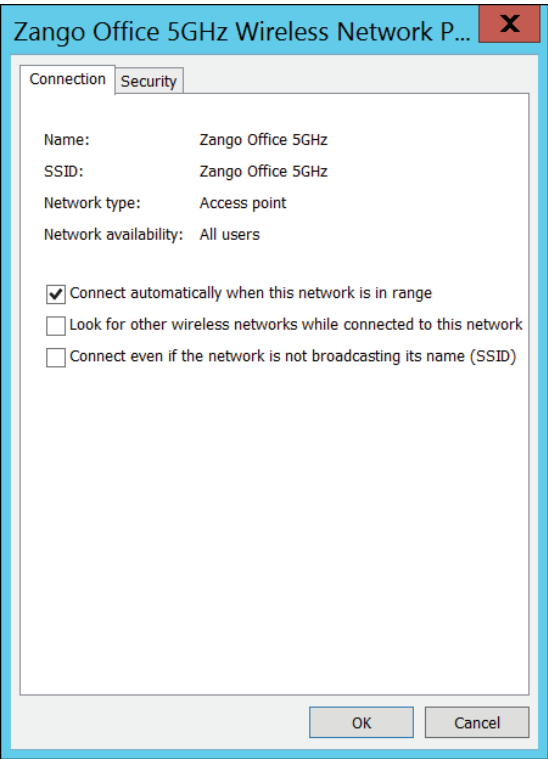 Zango Office 5GHz Wireless Network P...
X
Connection Security
Name: Zango Office 5GHz
SSID: Zango Office 5GHz
Network type: Access point
Network availability: All users
Connect automatically when this network is in range
Look for other wireless networks while connected to this network
Connect even if the network is not broadcasting its name (SSID)
OK Cancel